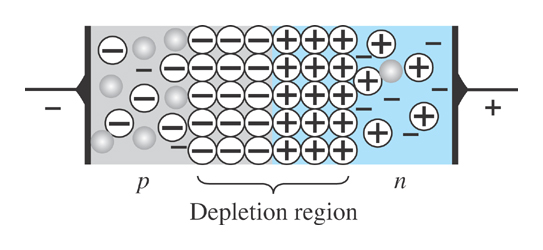 − +
p n
Depletion region